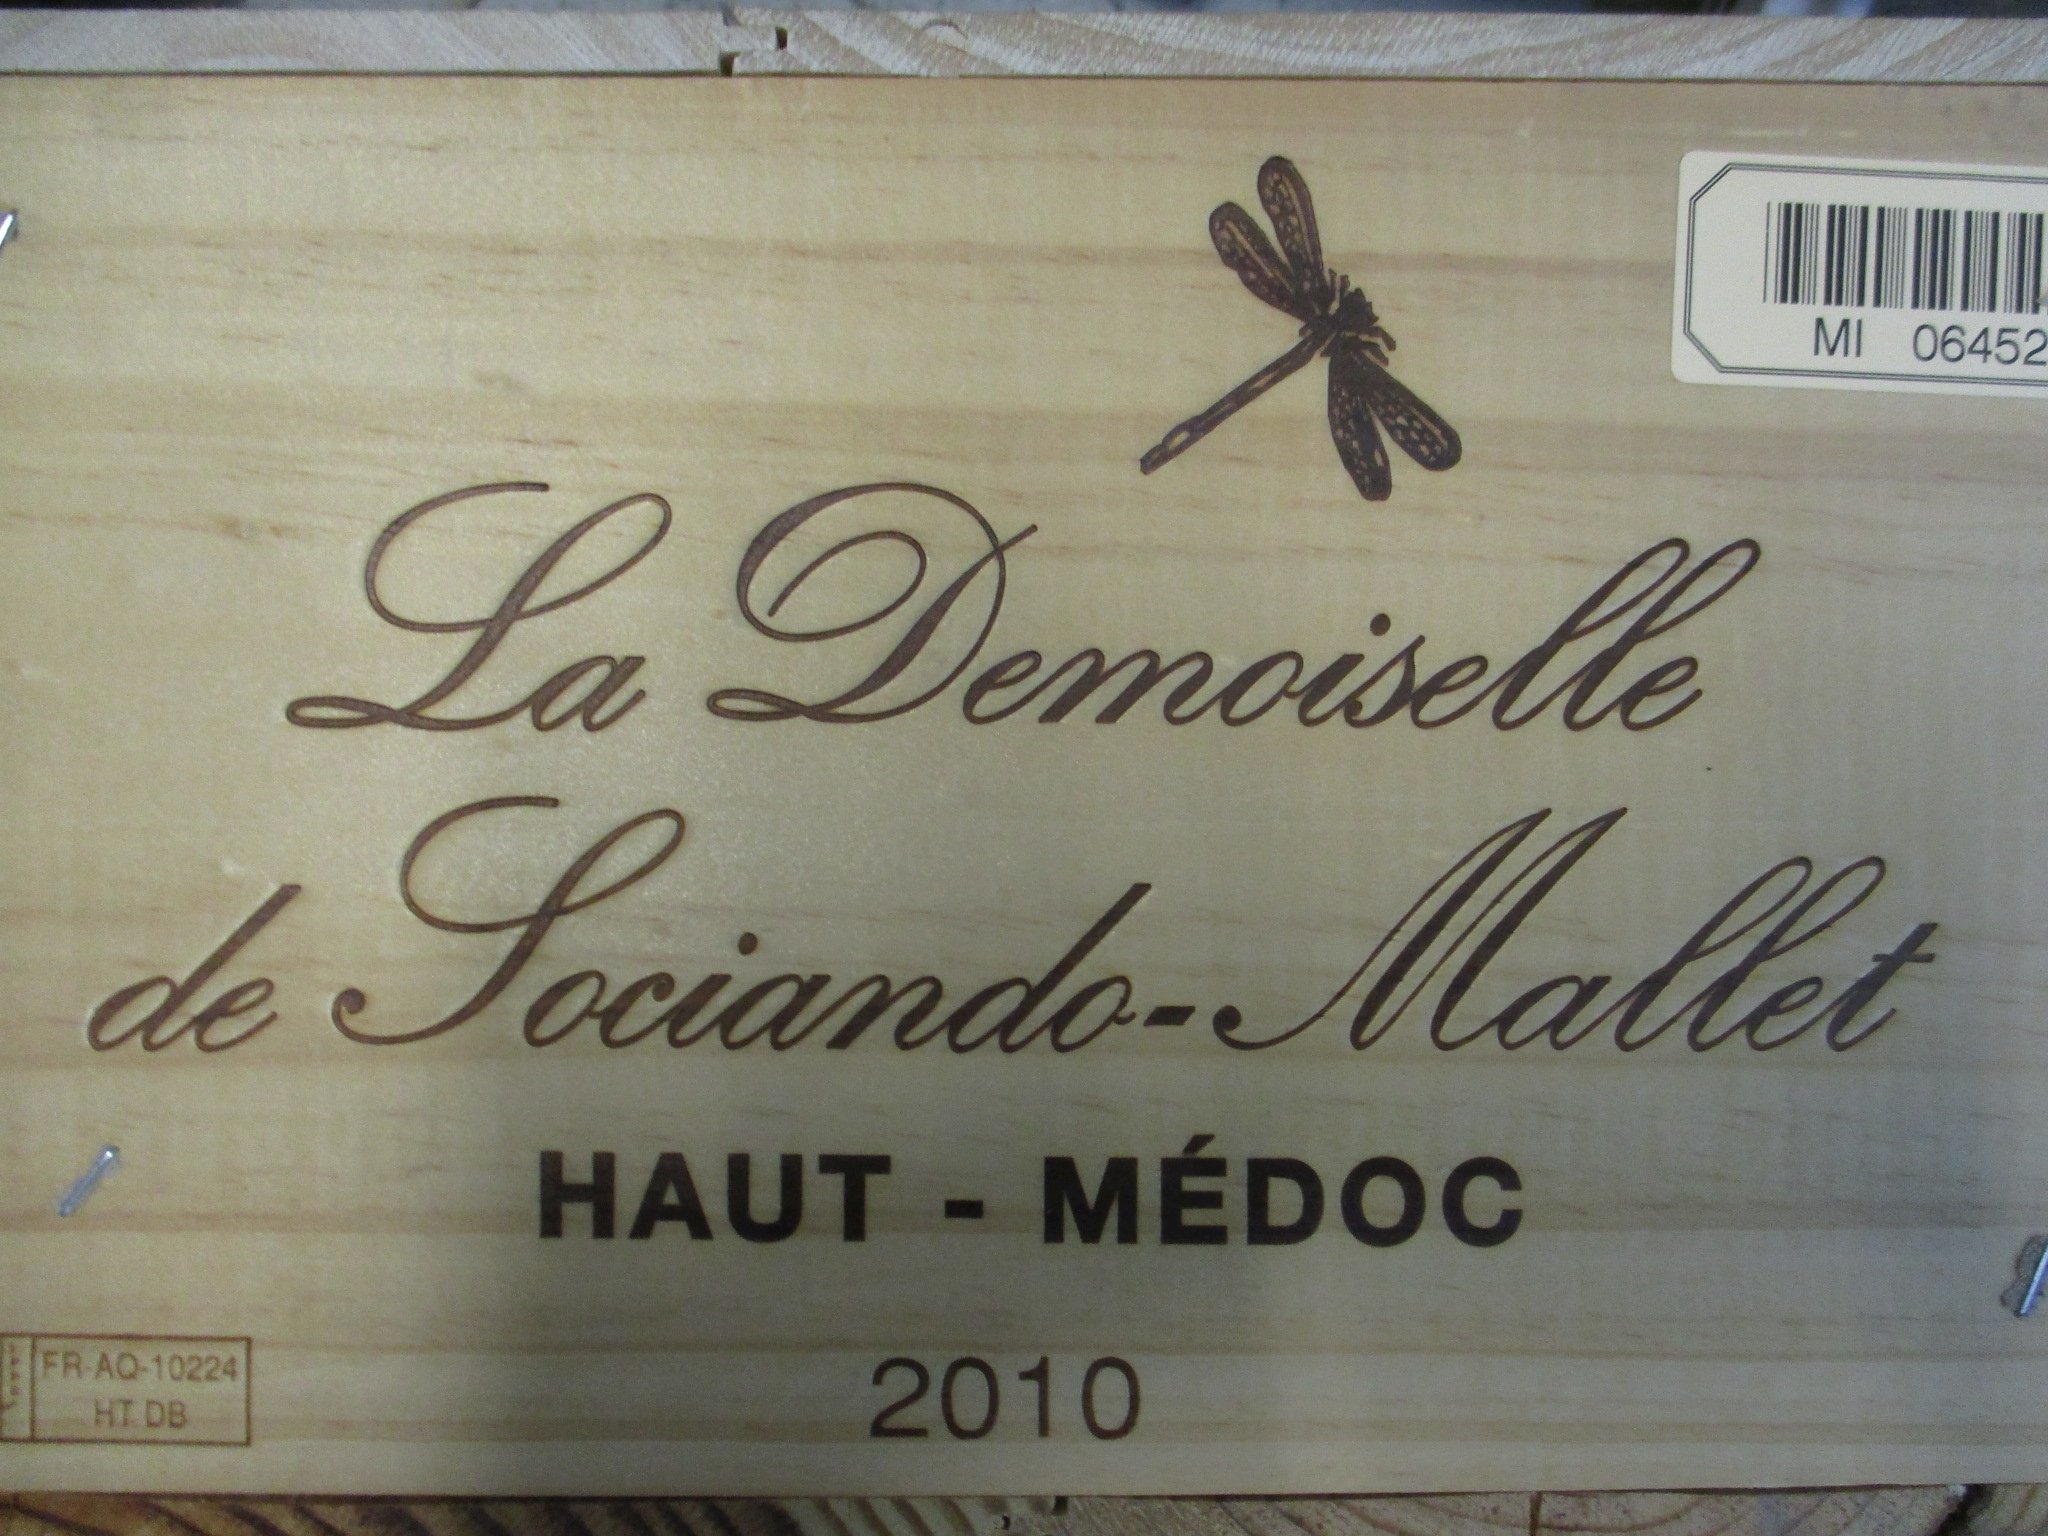 MI 06452
La Demoiselle
de Sociando-Mallet
HAUT - MÉDOC
2010
FR-AQ-10224
HT DB